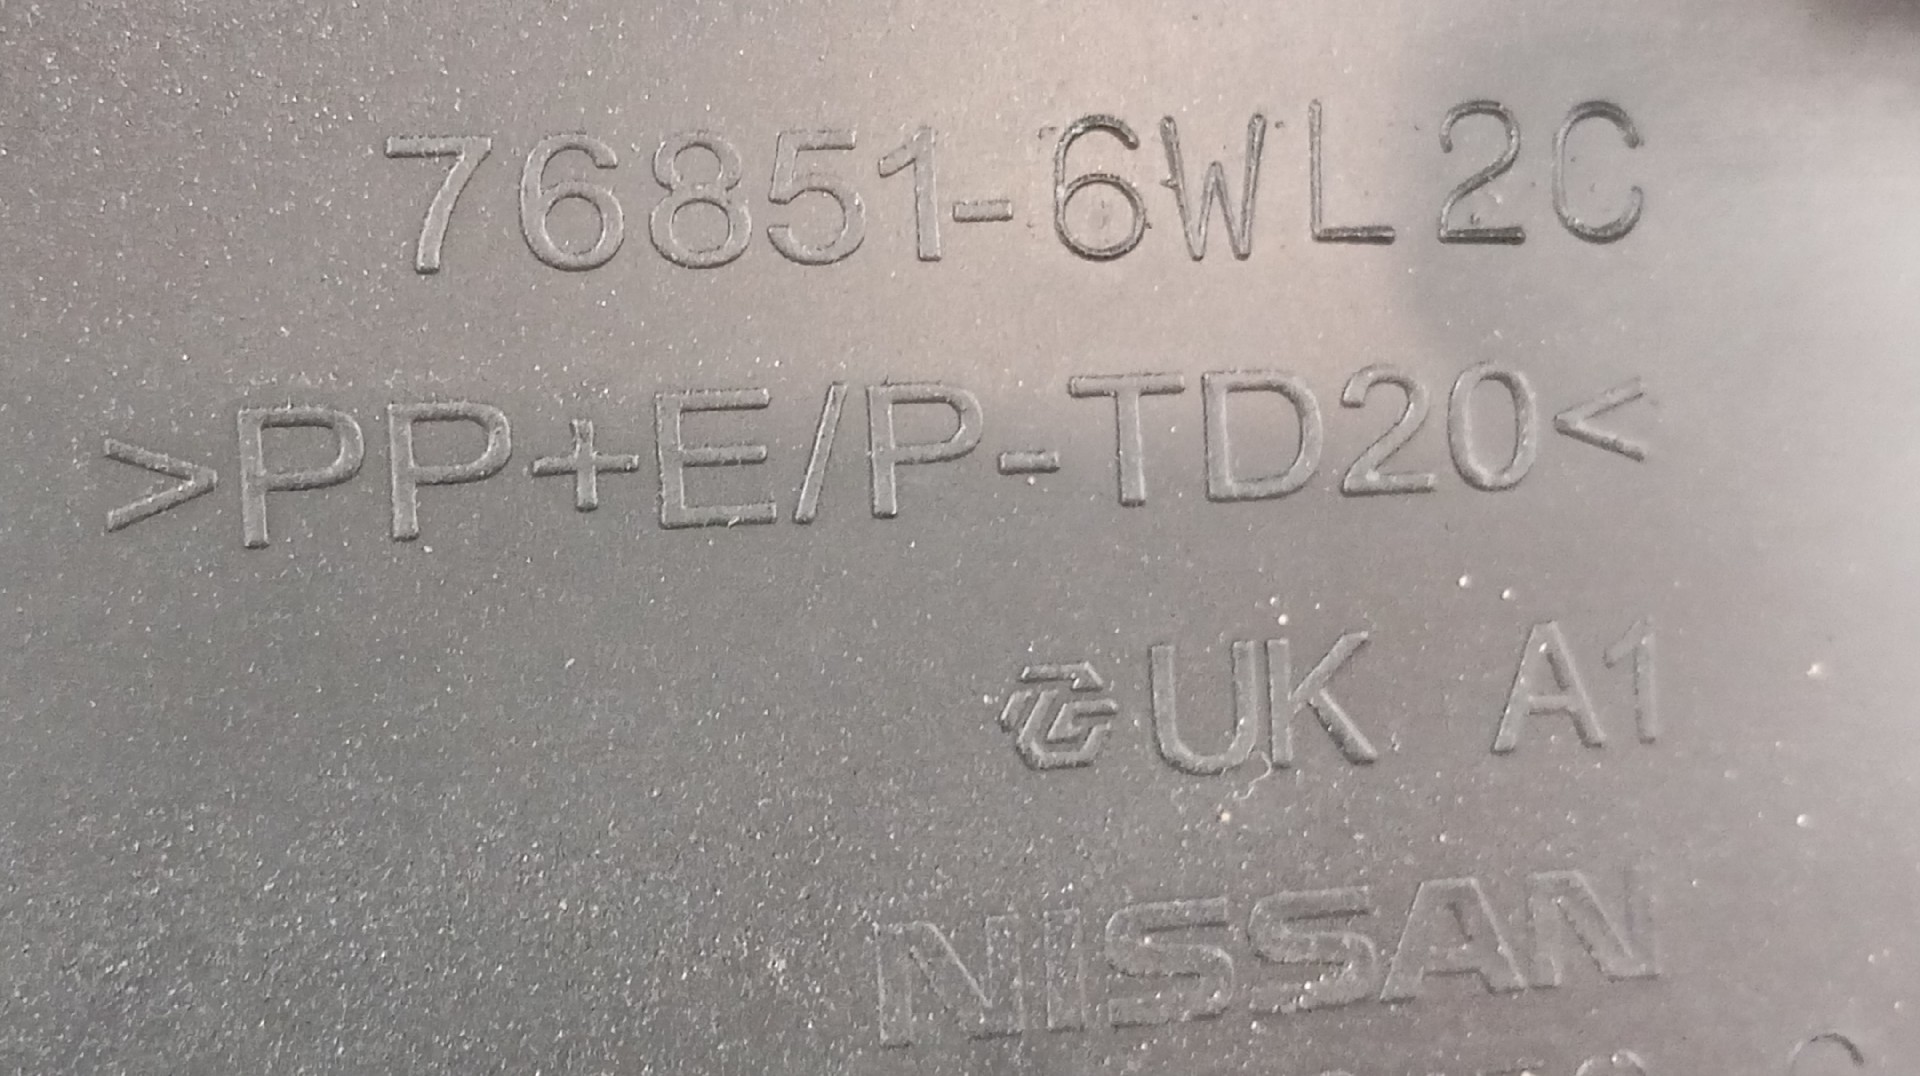 76851-6WL2C
>PP+E/P-TD20<
UK A1
NISSAN